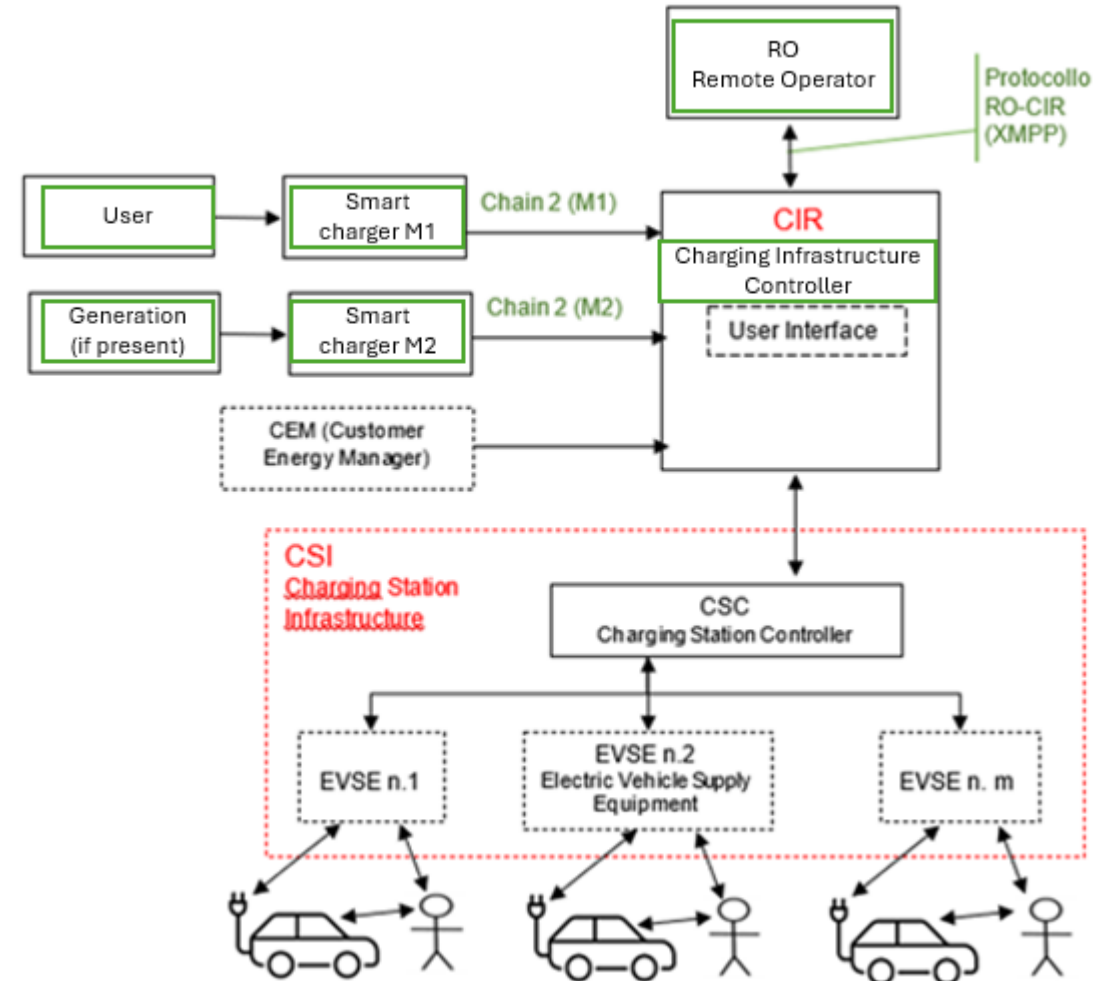 RO
Remote Operator
Protocollo
RO-CIR
(XMPP)
User
Smart
charger M1
Chain 2 (M1)
CIR
Charging Infrastructure
Controller
User Interface
Generation
(if present)
Smart
charger M2
Chain 2 (M2)
CEM (Customer
Energy Manager)
CSI
Charging Station
Infrastructure
CSC
Charging Station Controller
EVSE n.1
EVSE n.2
Electric Vehicle Supply
Equipment
EVSE n. m